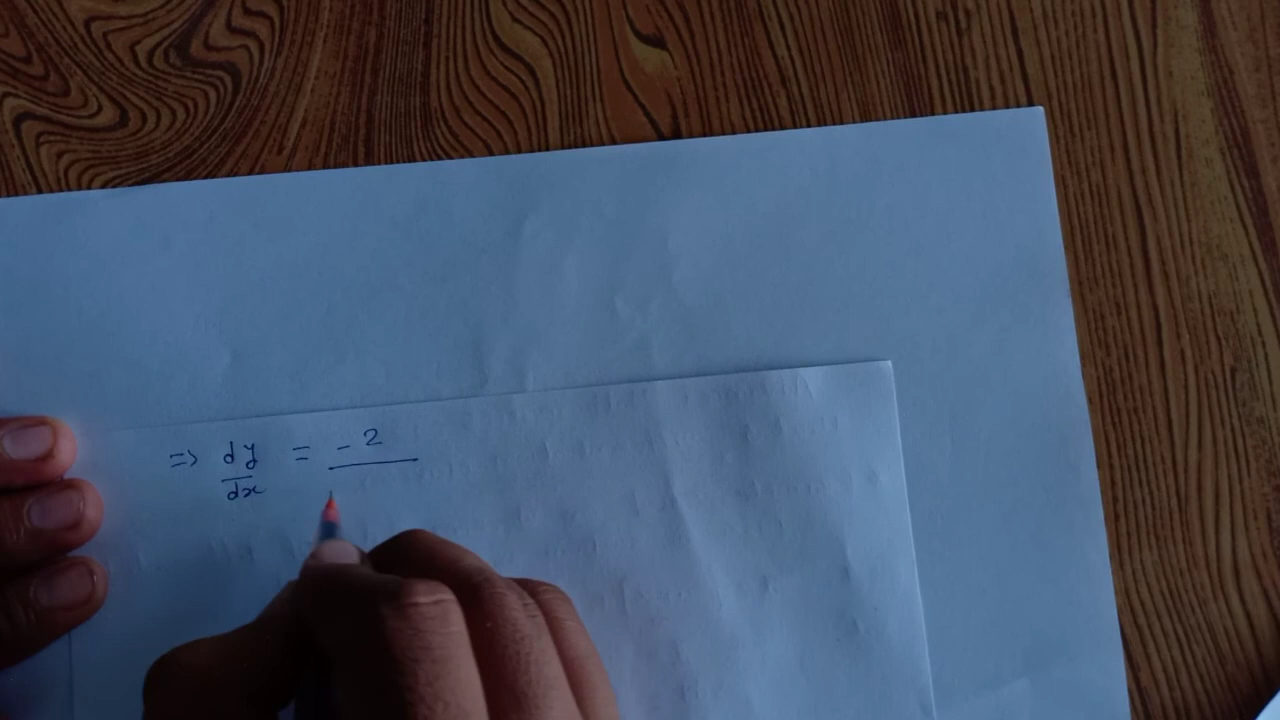 => dy/dx = -2/